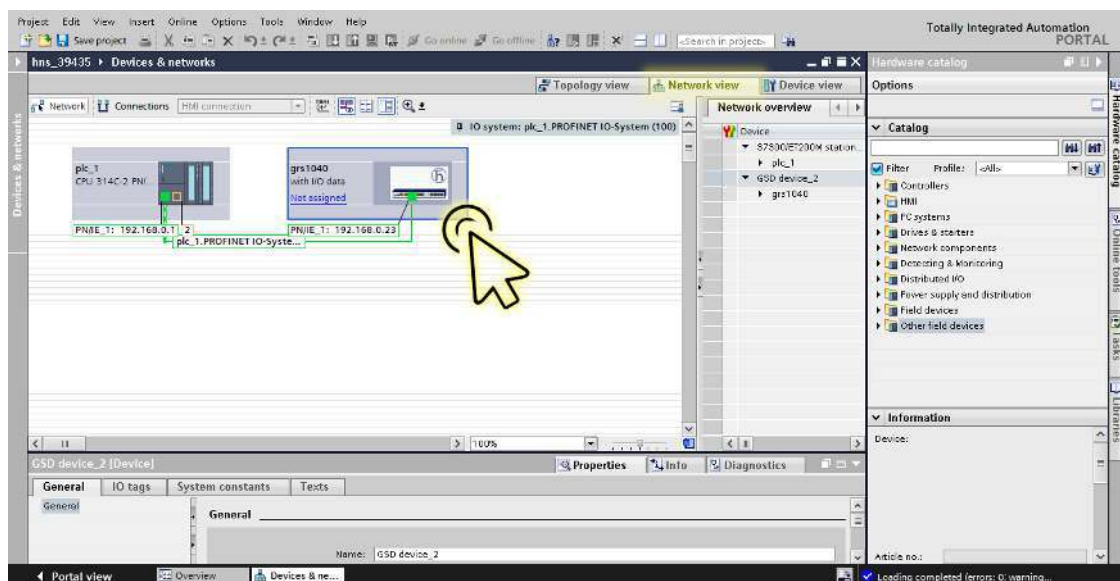 Project Edit View Insert Online Options Tools Window Help
Totally Integrated Automation
PORTAL
Save project
Go online
Go offline
<Search in project>
hns_39435 ▸ Devices & networks
Hardware catalog
Topology view
Network view
Device view
Options
Network
Connections
HMI connection
Network overview
IO system: plc_1.PROFINET IO-System (100)
Device
S7300/ET200M station...
plc_1
GSD device_2
grs1040
plc_1
CPU 314C-2 PN/...
grs1040
with I/O data
Not assigned
PN/IE_1: 192.168.0.1
2
PN/IE_1: 192.168.0.23
plc_1.PROFINET IO-Syste...
Catalog
Filter
Profile:
<All>
Controllers
HMI
PC systems
Drives & starters
Network components
Detecting & Monitoring
Distributed I/O
Power supply and distribution
Field devices
Other field devices
Information
Device:
Article no.:
100%
GSD device_2 [Device]
Properties
Info
Diagnostics
General
IO tags
System constants
Texts
General
General
Name:
GSD device_2
Devices & networks
Hardware catalog
Online tools
Tasks
Libraries
Portal view
Overview
Devices & ne...
Loading completed (errors: 0; warning...